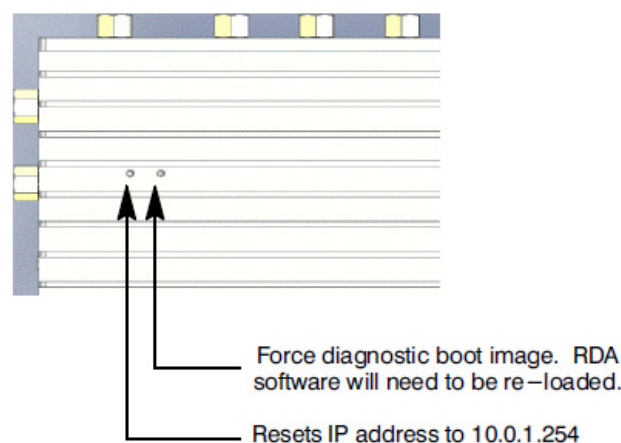 Force diagnostic boot image. RDA
software will need to be re–loaded.
Resets IP address to 10.0.1.254